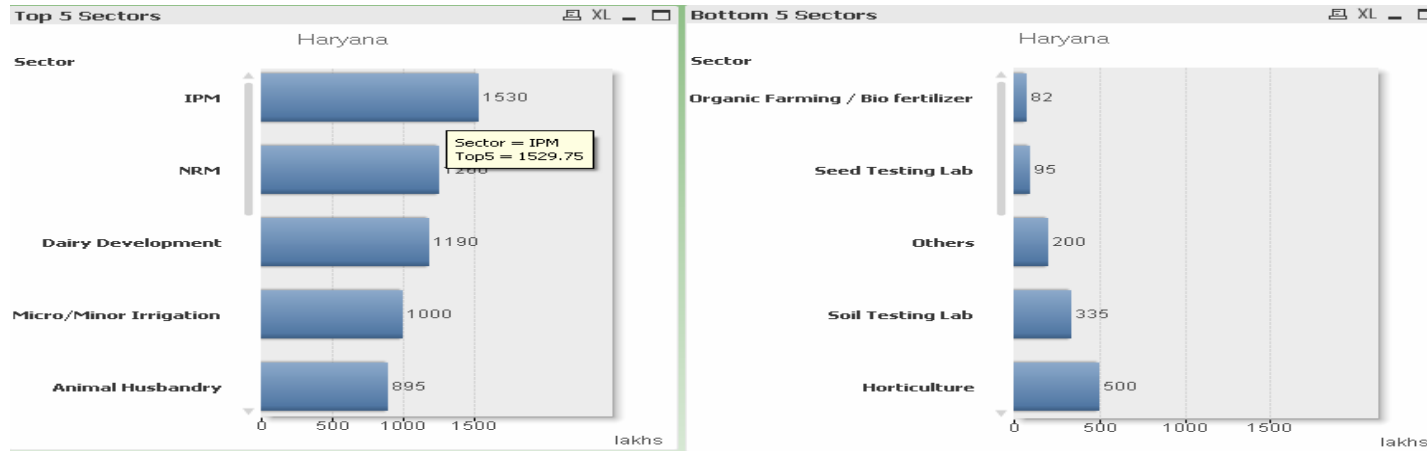 Top 5 Sectors XL
Haryana
Sector
IPM 1530
Sector = IPM
Top5 = 1529.75
NRM
Dairy Development 1190
Micro/Minor Irrigation 1000
Animal Husbandry 895
0 500 1000 1500
lakhs
Bottom 5 Sectors XL
Haryana
Sector
Organic Farming / Bio fertilizer 82
Seed Testing Lab 95
Others 200
Soil Testing Lab 335
Horticulture 500
0 500 1000 1500
lakhs